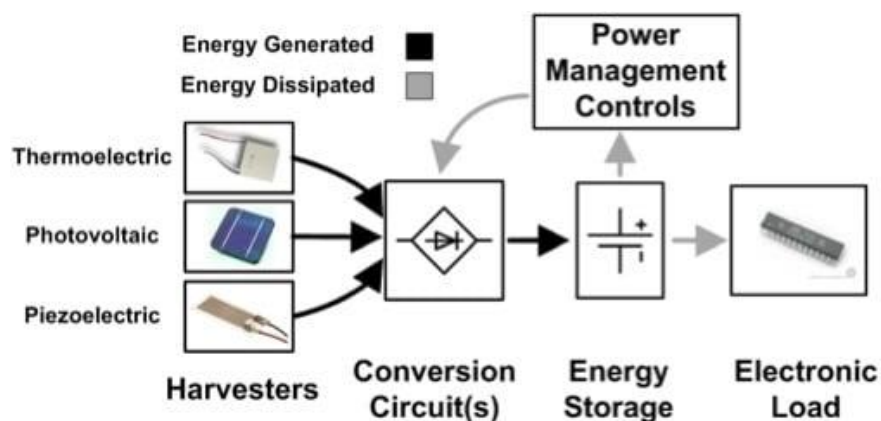 Energy Generated
Energy Dissipated
Power
Management
Controls
Thermoelectric
Photovoltaic
Piezoelectric
+
Harvesters
Conversion
Circuit(s)
Energy
Storage
Electronic
Load